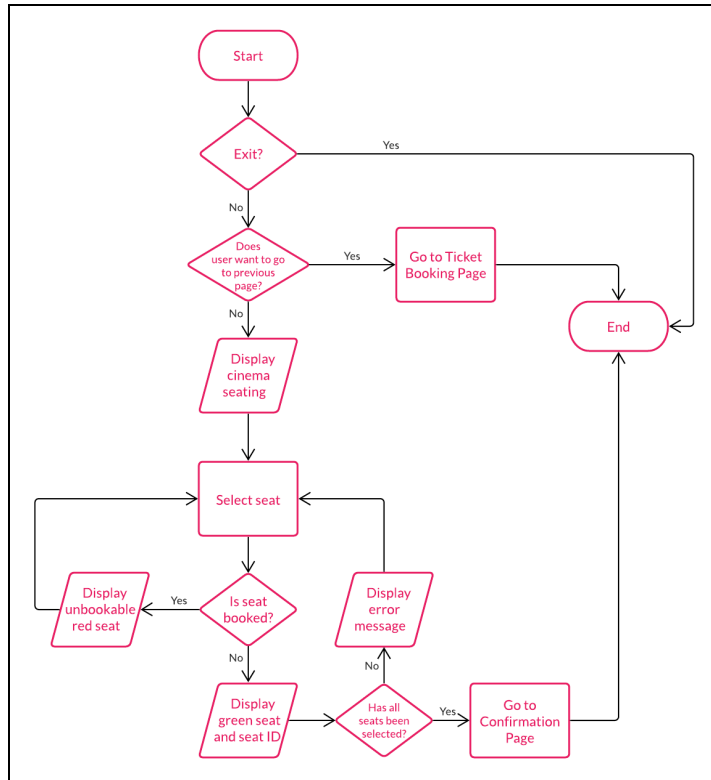 Start
Exit?
Yes
No
Does
user want to go
to previous
page?
Yes
Go to Ticket
Booking Page
End
No
Display
cinema
seating
Select seat
Display
unbookable
red seat
Yes
Is seat
booked?
Display
error
message
No
No
Display
green seat
and seat ID
Has all
seats been
selected?
Yes
Go to
Confirmation
Page